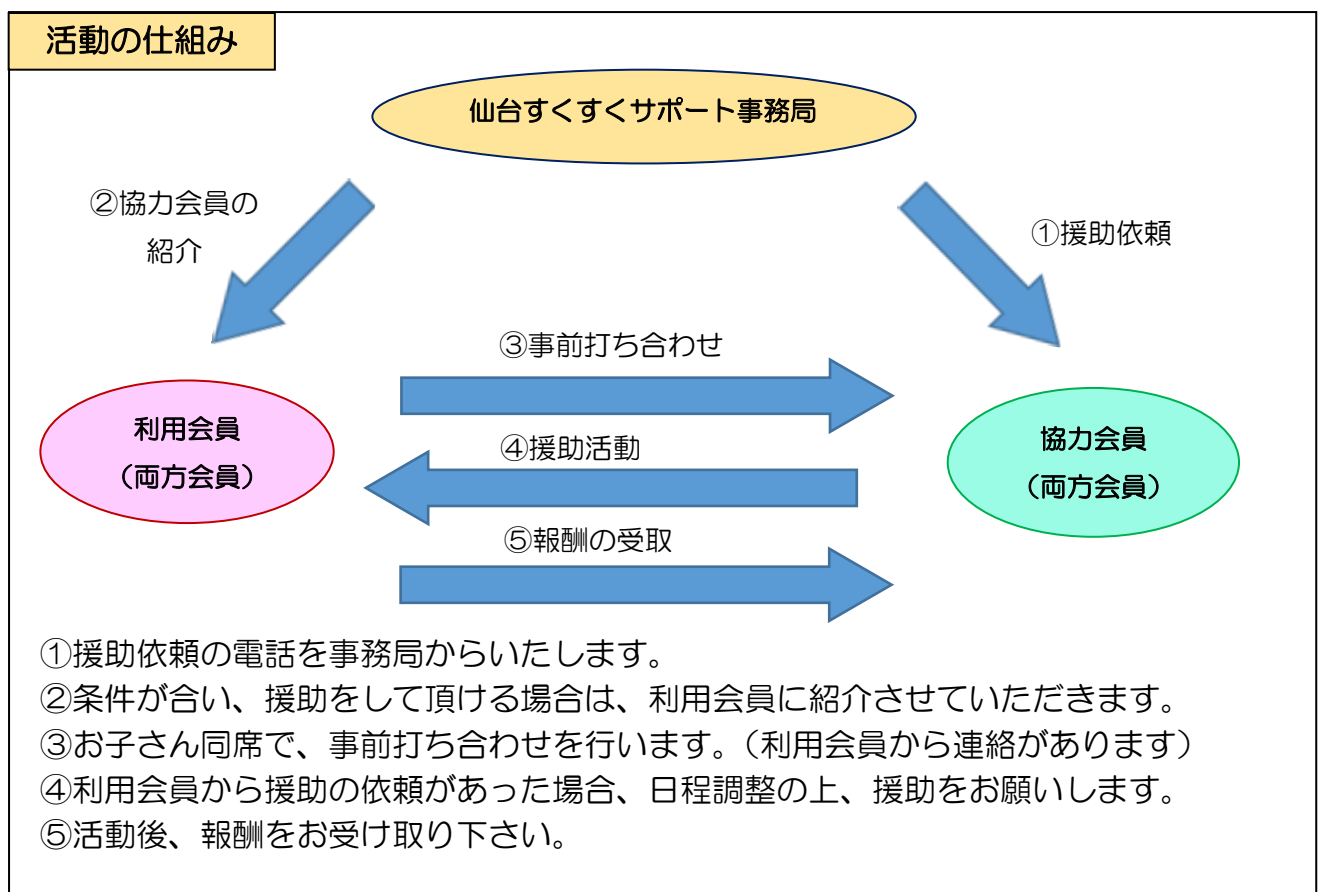 活動の仕組み
仙台すくすくサポート事務局
②協力会員の
紹介
①援助依頼
③事前打ち合わせ
利用会員
（両方会員）
④援助活動
協力会員
（両方会員）
⑤報酬の受取
①援助依頼の電話を事務局からいたします。
②条件が合い、援助をして頂ける場合は、利用会員に紹介させていただきます。
③お子さん同席で、事前打ち合わせを行います。（利用会員から連絡があります）
④利用会員から援助の依頼があった場合、日程調整の上、援助をお願いします。
⑤活動後、報酬をお受け取り下さい。